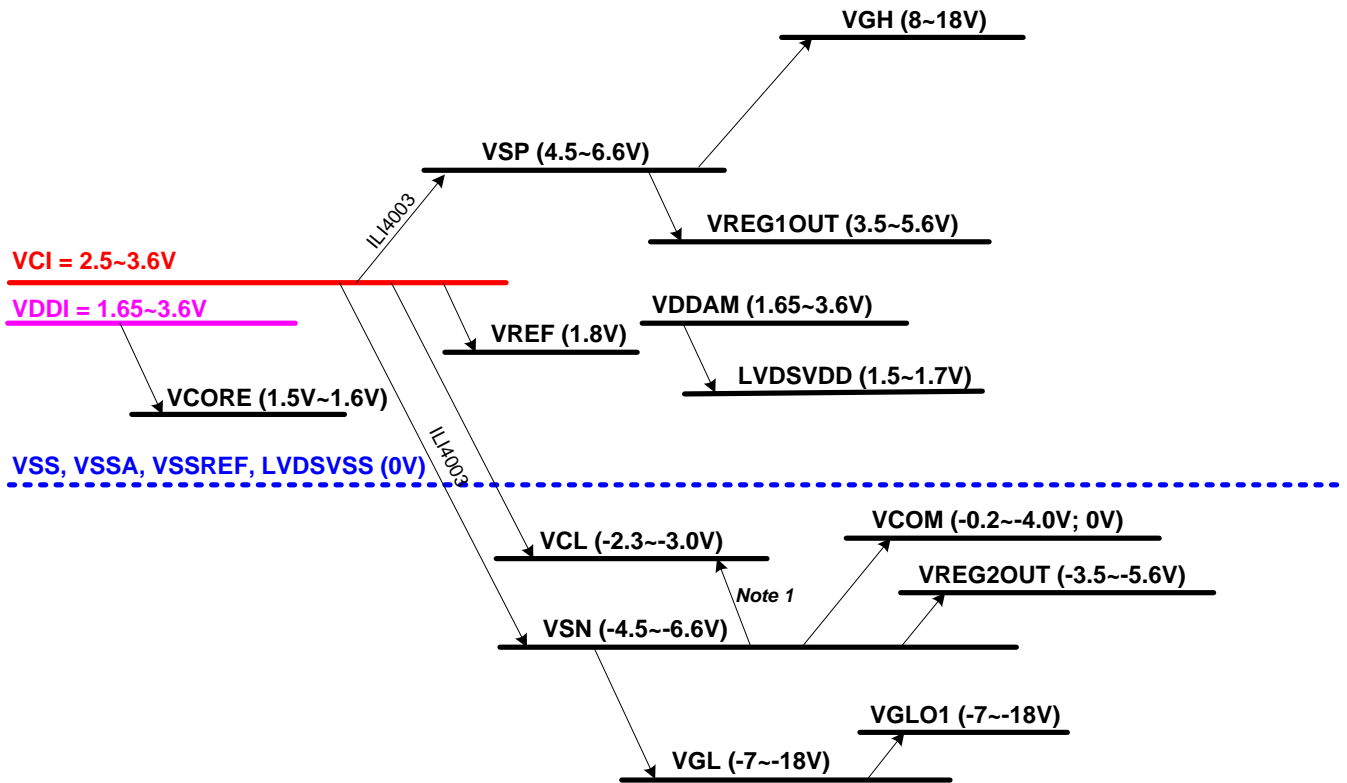 VGH (8~18V)
VSP (4.5~6.6V)
ILI4003
VREG1OUT (3.5~5.6V)
VCI = 2.5~3.6V
VDDI = 1.65~3.6V
VDDAM (1.65~3.6V)
VREF (1.8V)
LVDSVDD (1.5~1.7V)
VCORE (1.5V~1.6V)
ILI4003
VSS, VSSA, VSSREF, LVDSVSS (0V)
VCOM (-0.2~-4.0V; 0V)
VCL (-2.3~-3.0V)
VREG2OUT (-3.5~-5.6V)
Note 1
VSN (-4.5~-6.6V)
VGLO1 (-7~-18V)
VGL (-7~-18V)